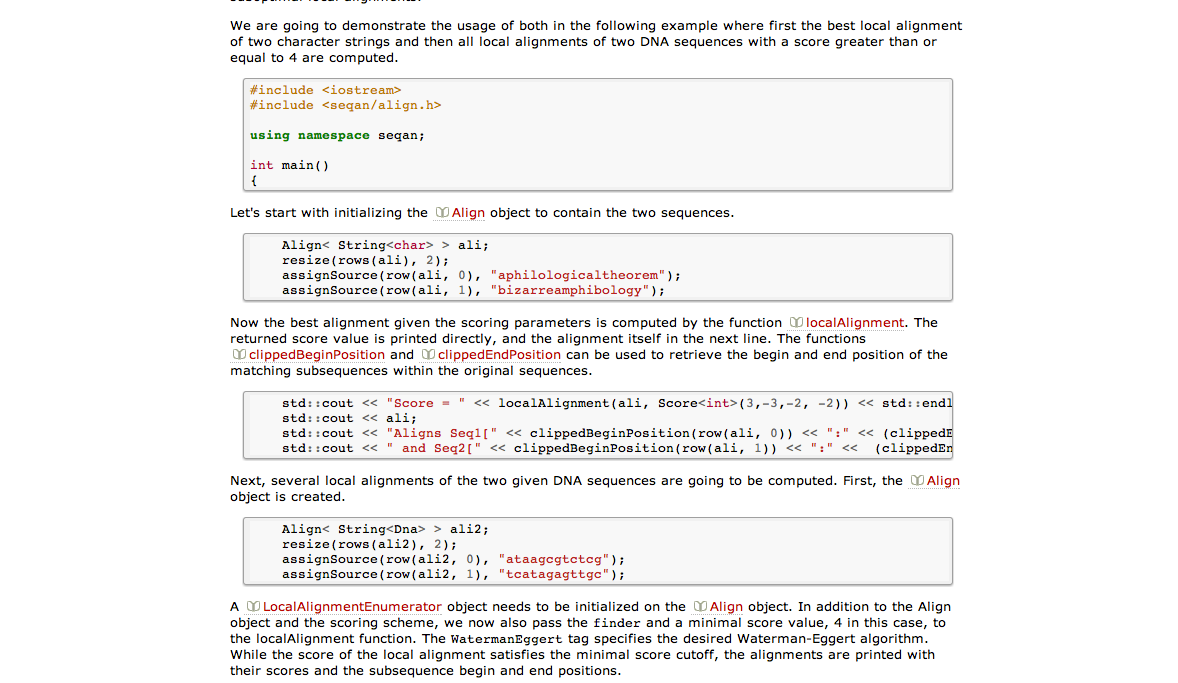 We are going to demonstrate the usage of both in the following example where first the best local alignment
of two character strings and then all local alignments of two DNA sequences with a score greater than or
equal to 4 are computed.
#include <iostream>
#include <seqan/align.h>
using namespace seqan;
int main()
{
Let's start with initializing the Align object to contain the two sequences.
Align< String<char> > ali;
resize(rows(ali), 2);
assignSource(row(ali, 0), "aphilologicaltheorem");
assignSource(row(ali, 1), "bizarreamphibology");
Now the best alignment given the scoring parameters is computed by the function localAlignment. The
returned score value is printed directly, and the alignment itself in the next line. The functions
clippedBeginPosition and clippedEndPosition can be used to retrieve the begin and end position of the
matching subsequences within the original sequences.
std::cout << "Score = " << localAlignment(ali, Score<int>(3,-3,-2, -2)) << std::endl
std::cout << ali;
std::cout << "Aligns Seq1[" << clippedBeginPosition(row(ali, 0)) << ":" << (clippedE
std::cout << " and Seq2[" << clippedBeginPosition(row(ali, 1)) << ":" << (clippedEn
Next, several local alignments of the two given DNA sequences are going to be computed. First, the Align
object is created.
Align< String<Dna> > ali2;
resize(rows(ali2), 2);
assignSource(row(ali2, 0), "ataagcgtctcg");
assignSource(row(ali2, 1), "tcatagagttgc");
A LocalAlignmentEnumerator object needs to be initialized on the Align object. In addition to the Align
object and the scoring scheme, we now also pass the finder and a minimal score value, 4 in this case, to
the localAlignment function. The WatermanEggert tag specifies the desired Waterman-Eggert algorithm.
While the score of the local alignment satisfies the minimal score cutoff, the alignments are printed with
their scores and the subsequence begin and end positions.